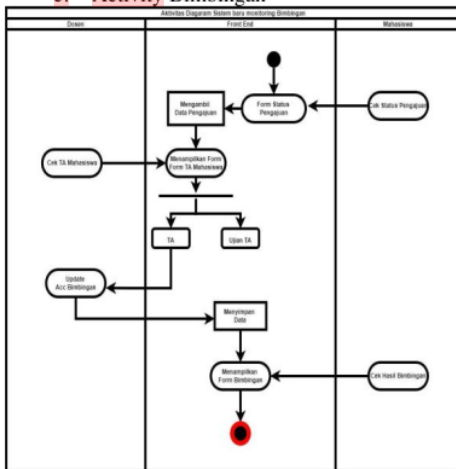 Activity Bimbingan
Aktivitas Diagaram Sistem baru monitoring Bimbingan
Dosen
Front End
Mahasiswa
Mengambil
Data Pengajuan
Form Status
Pengajuan
Cek Status Pengajuan
Cek TA Mahasiswa
Menampilkan Form
Form TA Mahasiswa
TA
Ujian TA
Update
Acc Bimbingan
Menyimpan
Data
Menampilkan
Form Bimbingan
Cek Hasil Bimbingan